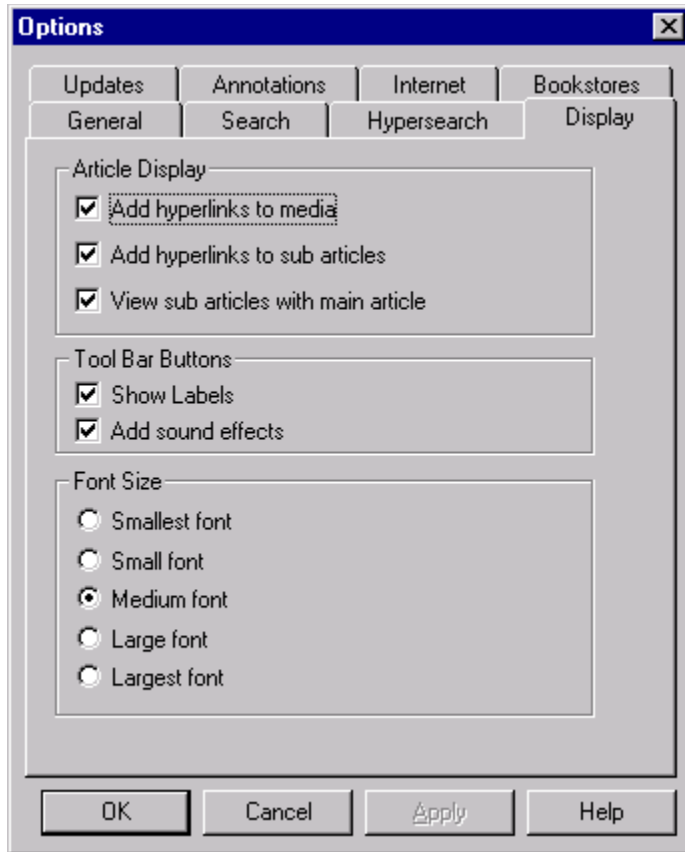 Options
Updates Annotations Internet Bookstores
General Search Hypersearch Display
Article Display
Add hyperlinks to media
Add hyperlinks to sub articles
View sub articles with main article
Tool Bar Buttons
Show Labels
Add sound effects
Font Size
Smallest font
Small font
Medium font
Large font
Largest font
OK Cancel Apply Help